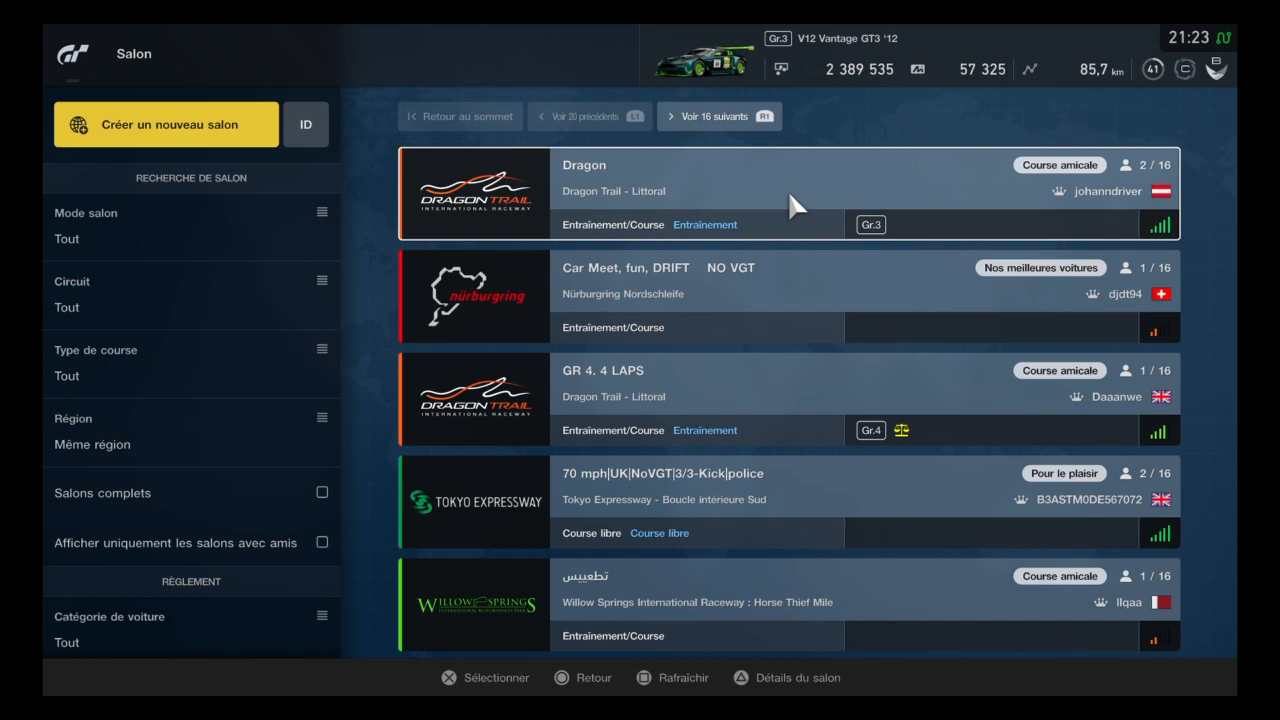 Salon
Gr.3 V12 Vantage GT3 '12
21:23
2 389 535
57 325
85,7 km
41
B
Créer un nouveau salon
ID
RECHERCHE DE SALON
Mode salon
Tout
Circuit
Tout
Type de course
Tout
Région
Même région
Salons complets
Afficher uniquement les salons avec amis
RÈGLEMENT
Catégorie de voiture
Tout
Retour au sommet
Voir 20 précédents L1
Voir 16 suivants R1
DRAGON TRAIL
INTERNATIONAL RACEWAY
Dragon
Course amicale 2 / 16
Dragon Trail - Littoral
johanndriver
Entraînement/Course Entraînement
Gr.3
nürburgring
Car Meet, fun, DRIFT NO VGT
Nos meilleures voitures 1 / 16
Nürburgring Nordschleife
djdt94
Entraînement/Course
DRAGON TRAIL
INTERNATIONAL RACEWAY
GR 4. 4 LAPS
Course amicale 1 / 16
Dragon Trail - Littoral
Daaanwe
Entraînement/Course Entraînement
Gr.4
TOKYO EXPRESSWAY
70 mph|UK|NoVGT|3/3-Kick|police
Pour le plaisir 2 / 16
Tokyo Expressway - Boucle intérieure Sud
B3ASTM0DE567072
Course libre Course libre
WILLOW SPRINGS
INTERNATIONAL MOTORSPORTS PARK
تطعييس
Course amicale 1 / 16
Willow Springs International Raceway : Horse Thief Mile
Entraînement/Course
Sélectionner
Retour
Rafraîchir
Détails du salon